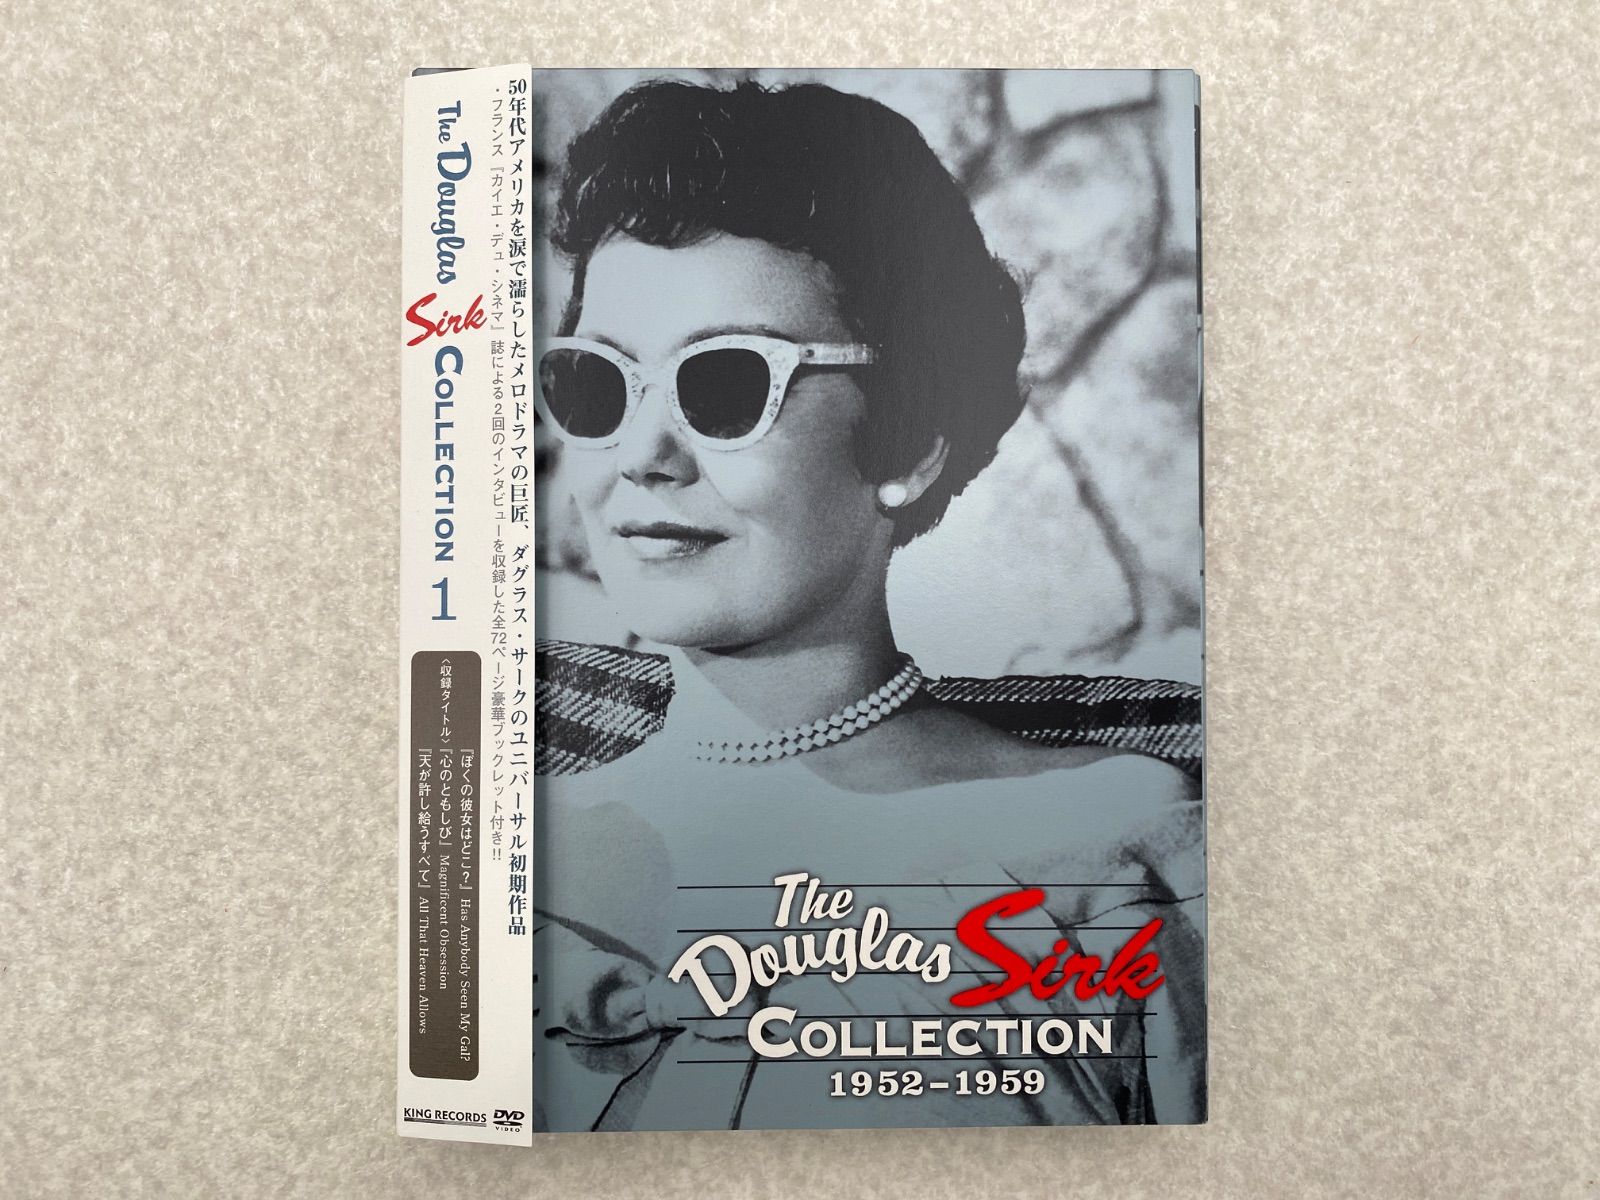 The Douglas Sirk COLLECTION 1
〈収録タイトル〉
『ぼくの彼女はどこ?』 Has Anybody Seen My Gal?
『心のともしび』 Magnificent Obsession
『天が許し給うすべて』 All That Heaven Allows
KING RECORDS
DVD
VIDEO
50年代アメリカを涙で濡らしたメロドラマの巨匠、ダグラス・サークのユニバーサル初期作品
・フランス『カイエ・デュ・シネマ』誌による2回のインタビューを収録した全72ページ豪華ブックレット付き!!
The
Douglas Sirk
COLLECTION
1952–1959